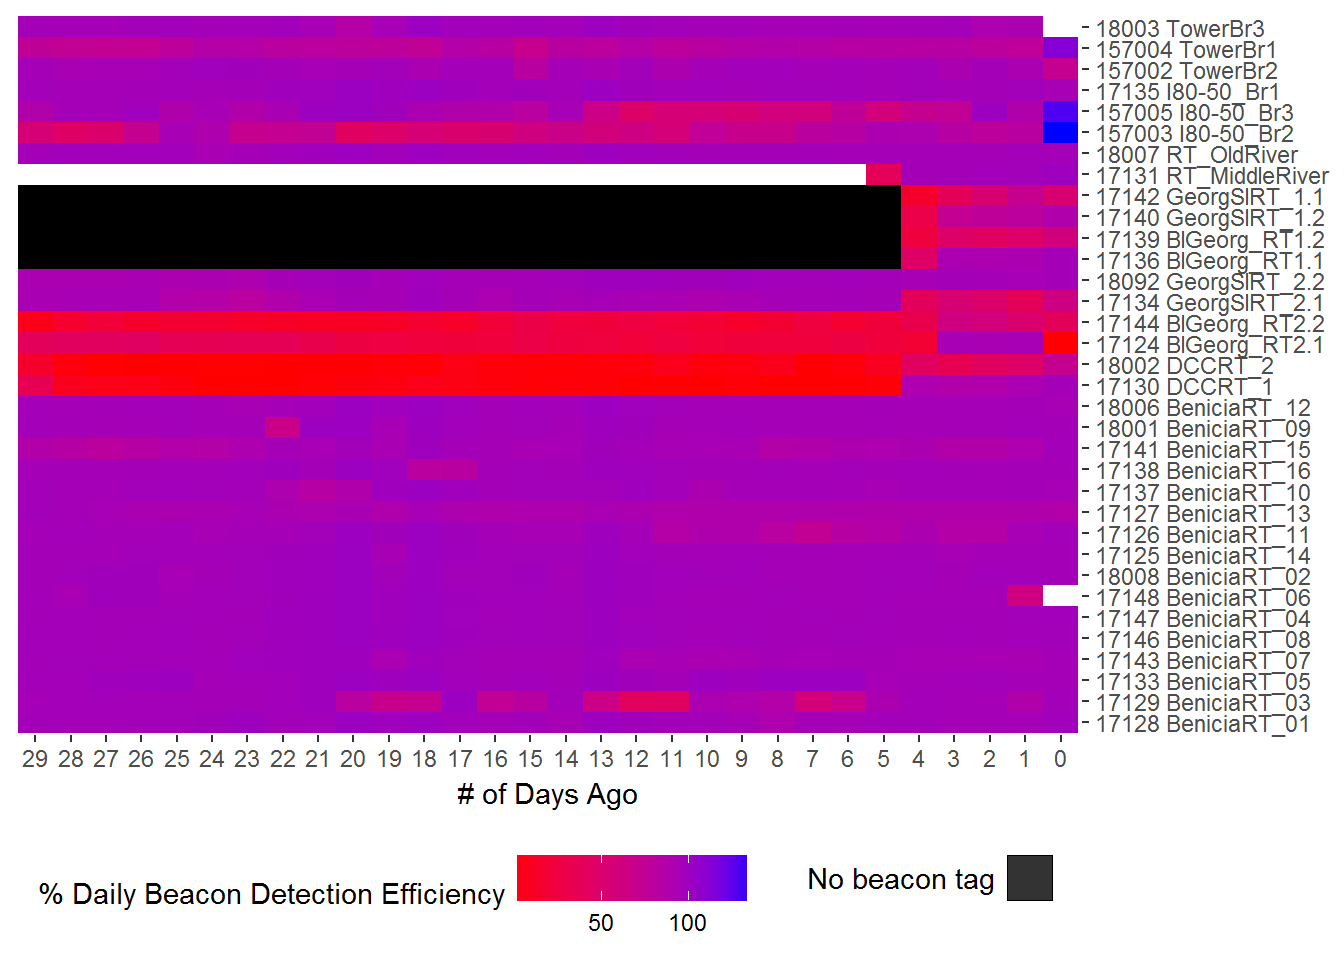 18003 TowerBr3
157004 TowerBr1
157002 TowerBr2
17135 I80-50_Br1
157005 I80-50_Br3
157003 I80-50_Br2
18007 RT_OldRiver
17131 RT_MiddleRiver
17142 GeorgSlRT_1.1
17140 GeorgSlRT_1.2
17139 BlGeorg_RT1.2
17136 BlGeorg_RT1.1
18092 GeorgSlRT_2.2
17134 GeorgSlRT_2.1
17144 BlGeorg_RT2.2
17124 BlGeorg_RT2.1
18002 DCCRT_2
17130 DCCRT_1
18006 BeniciaRT_12
18001 BeniciaRT_09
17141 BeniciaRT_15
17138 BeniciaRT_16
17137 BeniciaRT_10
17127 BeniciaRT_13
17126 BeniciaRT_11
17125 BeniciaRT_14
18008 BeniciaRT_02
17148 BeniciaRT_06
17147 BeniciaRT_04
17146 BeniciaRT_08
17143 BeniciaRT_07
17133 BeniciaRT_05
17129 BeniciaRT_03
17128 BeniciaRT_01
29 28 27 26 25 24 23 22 21 20 19 18 17 16 15 14 13 12 11 10 9 8 7 6 5 4 3 2 1 0
# of Days Ago
% Daily Beacon Detection Efficiency
50 100
No beacon tag